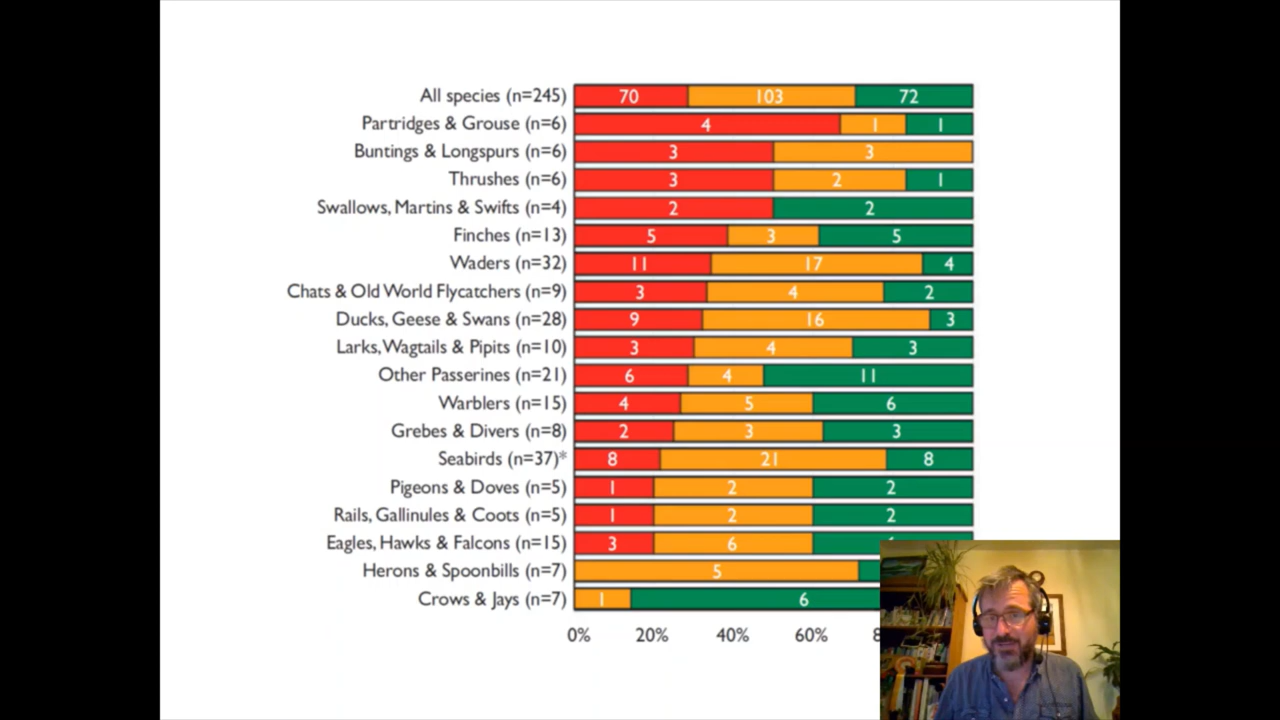 All species (n=245) 70 103 72
Partridges & Grouse (n=6) 4 1 1
Buntings & Longspurs (n=6) 3 3
Thrushes (n=6) 3 2 1
Swallows, Martins & Swifts (n=4) 2 2
Finches (n=13) 5 3 5
Waders (n=32) 11 17 4
Chats & Old World Flycatchers (n=9) 3 4 2
Ducks, Geese & Swans (n=28) 9 16 3
Larks, Wagtails & Pipits (n=10) 3 4 3
Other Passerines (n=21) 6 4 11
Warblers (n=15) 4 5 6
Grebes & Divers (n=8) 2 3 3
Seabirds (n=37)* 8 21 8
Pigeons & Doves (n=5) 1 2 2
Rails, Gallinules & Coots (n=5) 1 2 2
Eagles, Hawks & Falcons (n=15) 3 6
Herons & Spoonbills (n=7) 5
Crows & Jays (n=7) 1 6
0% 20% 40% 60%